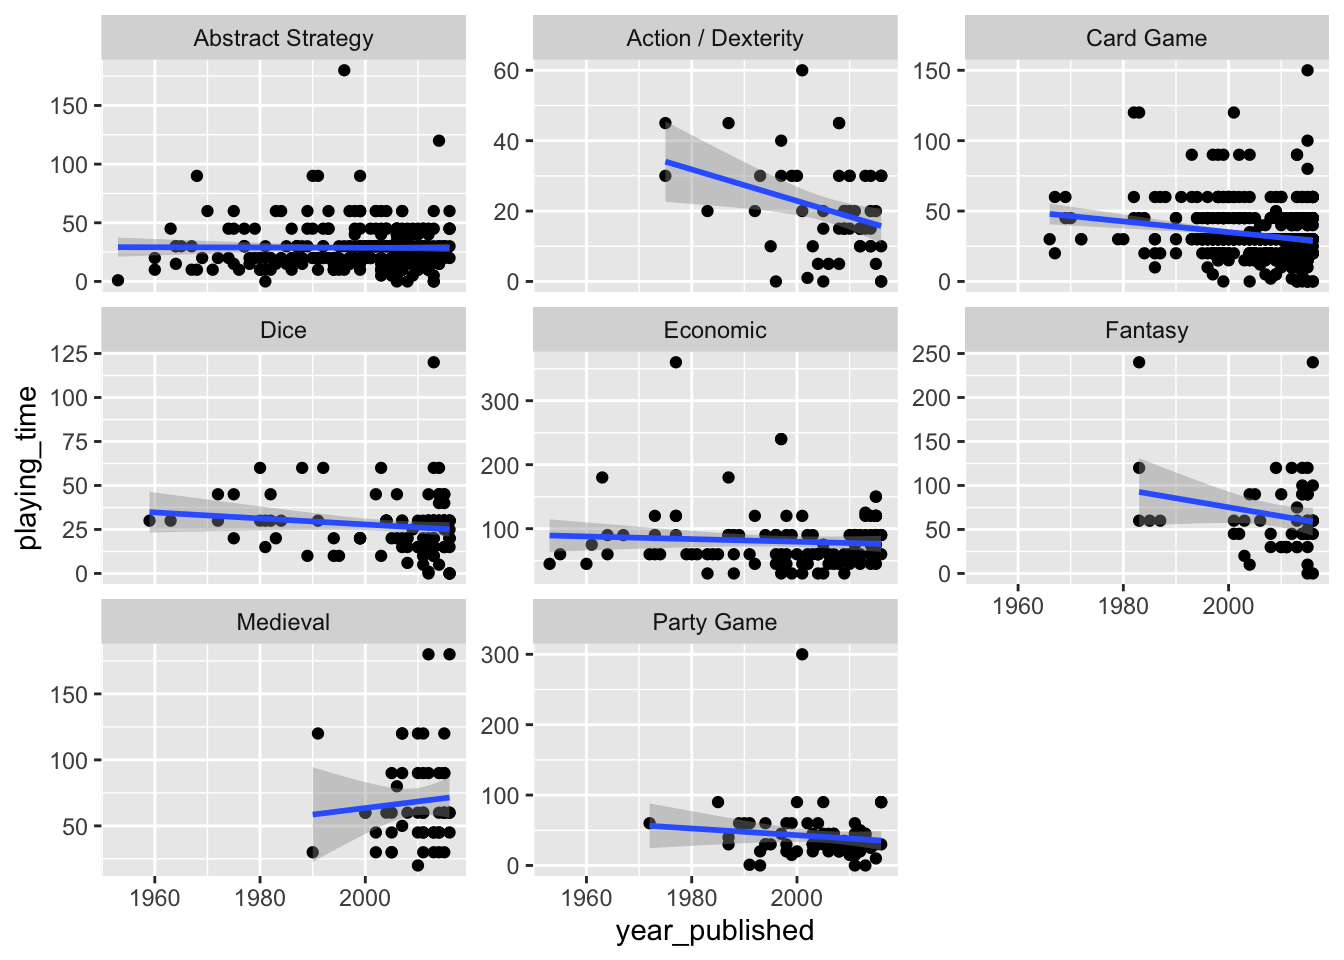 Abstract Strategy
Action / Dexterity
Card Game
150
100
50
0
60
40
20
0
150
100
50
0
Dice
Economic
Fantasy
125
100
75
50
25
0
300
200
100
250
200
150
100
50
0
1960 1980 2000
Medieval
Party Game
150
100
50
300
200
100
0
1960 1980 2000
1960 1980 2000
playing_time
year_published